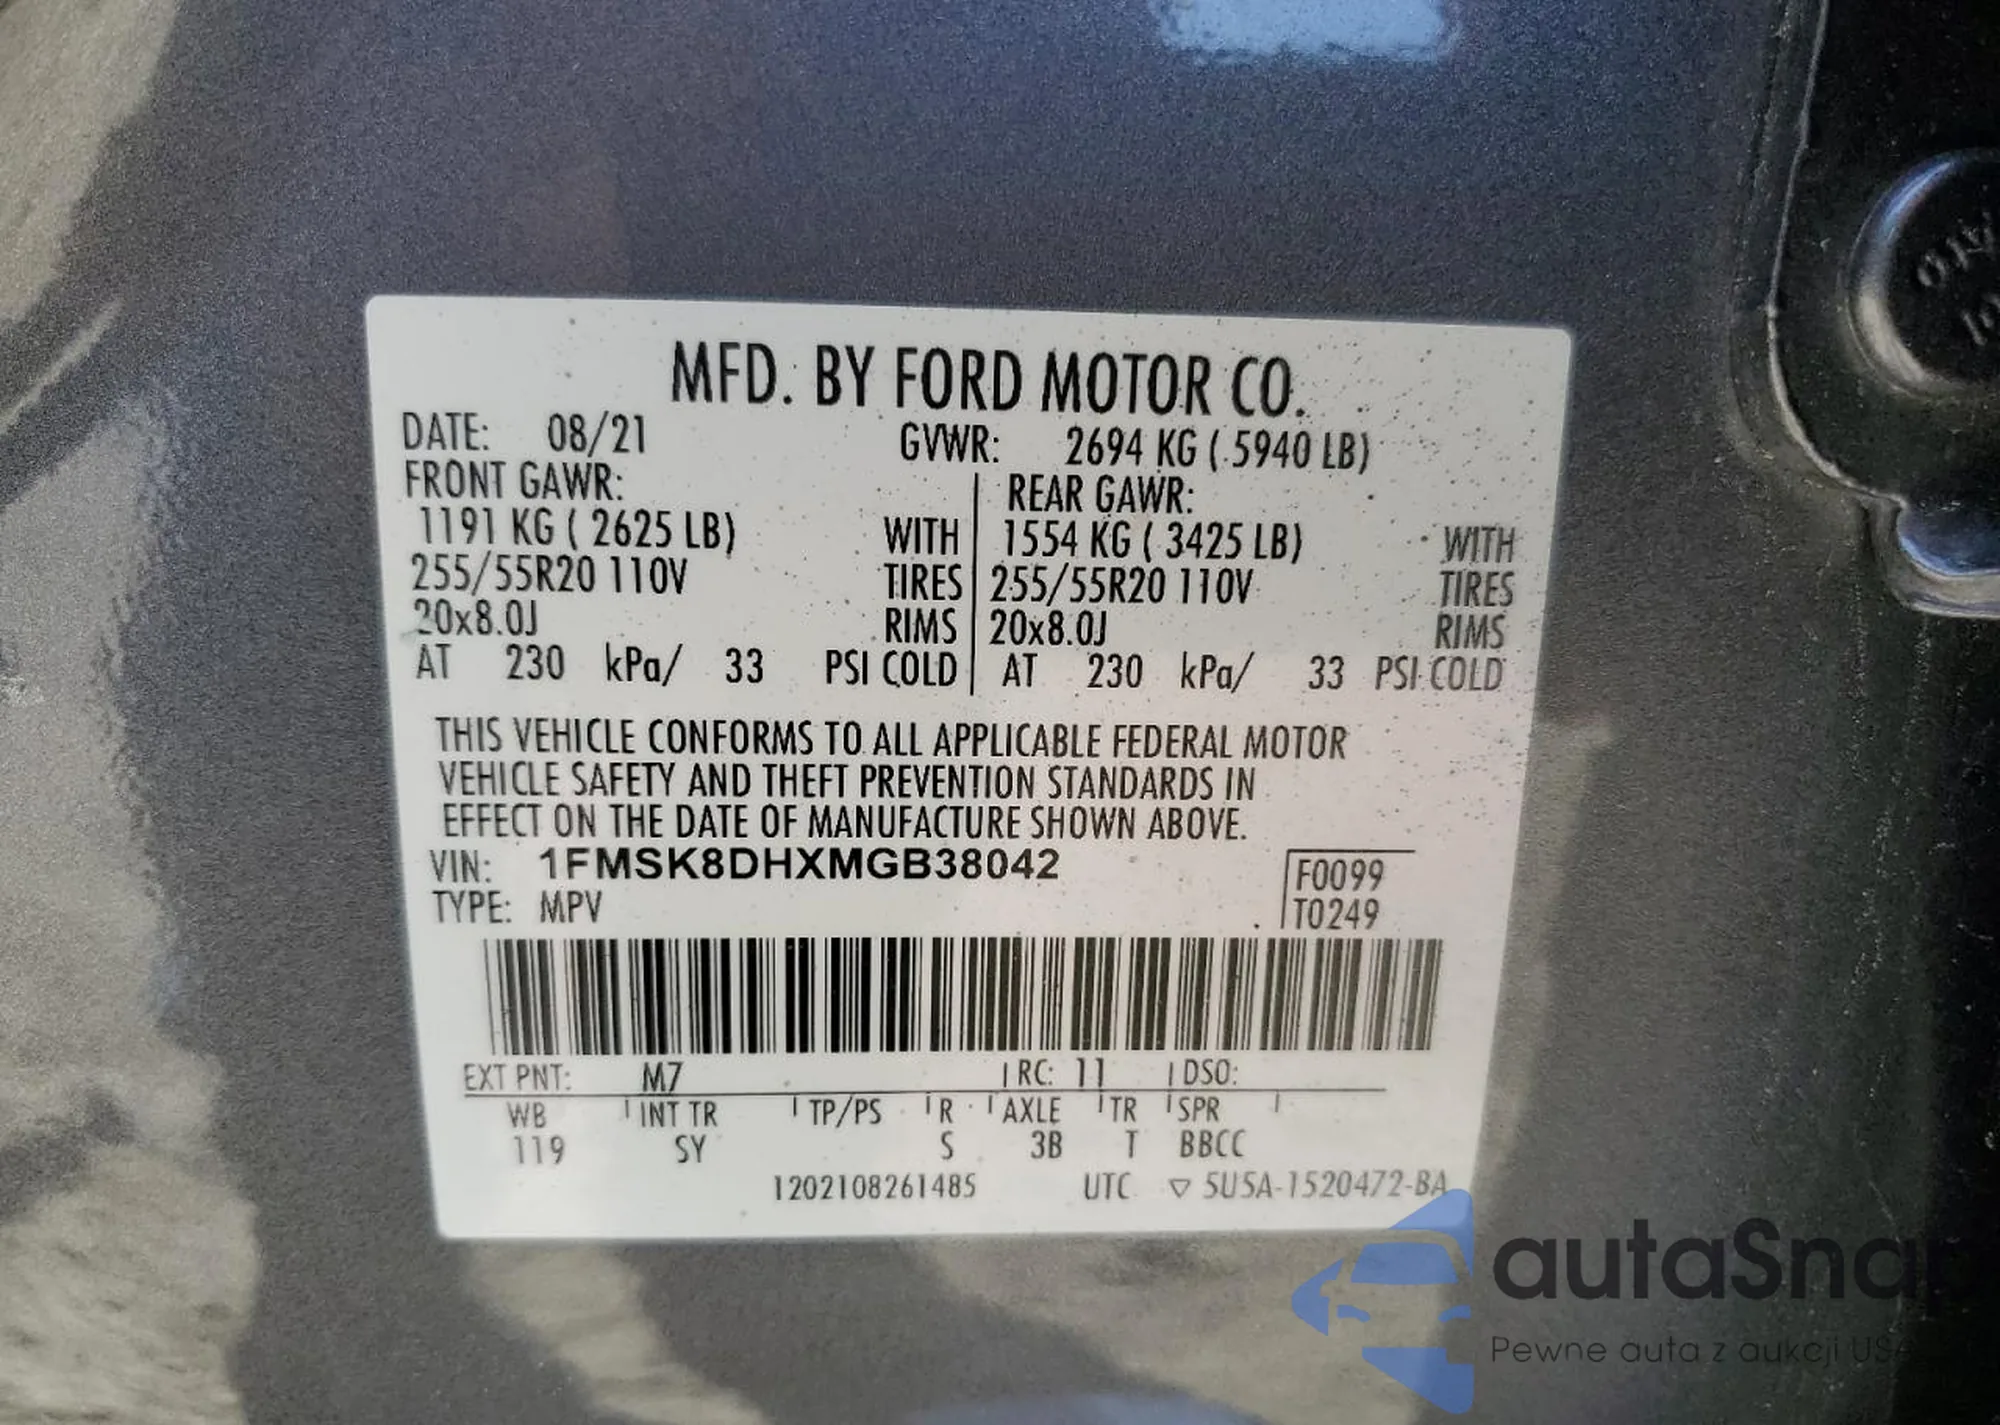 MFD. BY FORD MOTOR CO.
DATE: 08/21 GVWR: 2694 KG ( 5940 LB)
FRONT GAWR: REAR GAWR:
1191 KG ( 2625 LB) WITH 1554 KG ( 3425 LB) WITH
255/55R20 110V TIRES 255/55R20 110V TIRES
20x8.0J RIMS 20x8.0J RIMS
AT 230 kPa/ 33 PSI COLD AT 230 kPa/ 33 PSI COLD
THIS VEHICLE CONFORMS TO ALL APPLICABLE FEDERAL MOTOR
VEHICLE SAFETY AND THEFT PREVENTION STANDARDS IN
EFFECT ON THE DATE OF MANUFACTURE SHOWN ABOVE.
VIN: 1FMSK8DHXMGB38042 F0099
TYPE: MPV T0249
EXT PNT: M7 RC: 11 DSO:
WB INT TR TP/PS R AXLE TR SPR
119 SY S 3B T BBCC
1202108261485 UTC ▽ 5U5A-1520472-BA
autaSnap
Pewne auta z aukcji USA